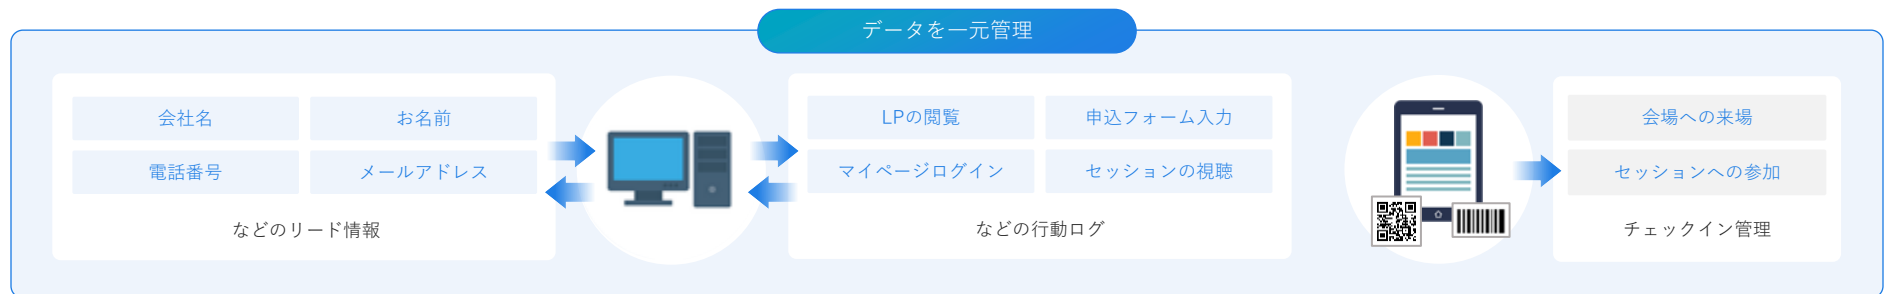 データを一元管理
会社名
お名前
電話番号
メールアドレス
などのリード情報
LPの閲覧
申込フォーム入力
マイページログイン
セッションの視聴
などの行動ログ
会場への来場
セッションへの参加
チェックイン管理